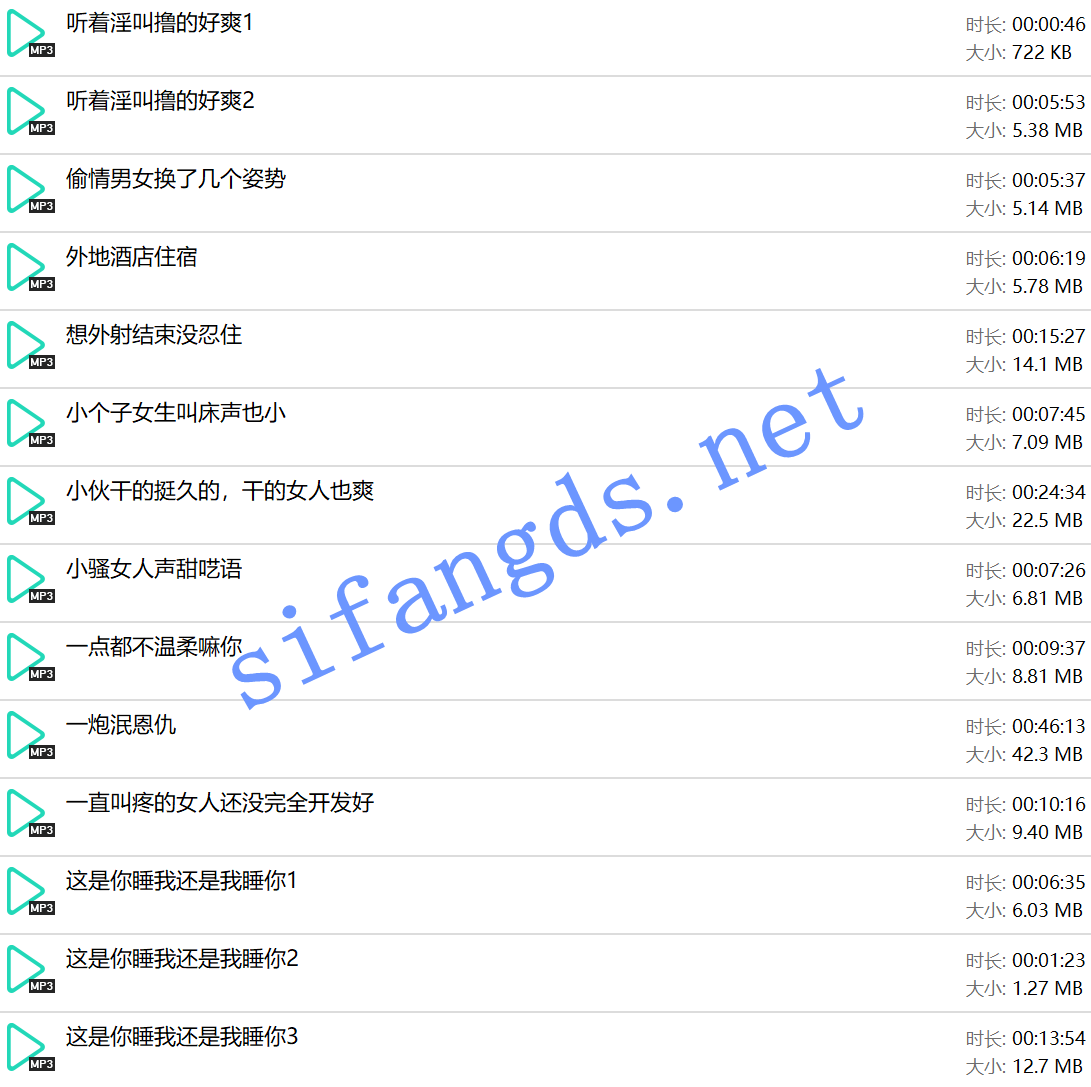 听着淫叫撸的好爽1
时长: 00:00:46
MP3
大小: 722 KB
听着淫叫撸的好爽2
时长: 00:05:53
MP3
大小: 5.38 MB
偷情男女换了几个姿势
时长: 00:05:37
MP3
大小: 5.14 MB
外地酒店住宿
时长: 00:06:19
MP3
大小: 5.78 MB
想外射结束没忍住
时长: 00:15:27
MP3
大小: 14.1 MB
小个子女生叫床声也小
时长: 00:07:45
MP3
大小: 7.09 MB
小伙干的挺久的，干的女人也爽
时长: 00:24:34
MP3
大小: 22.5 MB
小骚女人声甜呓语
时长: 00:07:26
MP3
大小: 6.81 MB
一点都不温柔嘛你
时长: 00:09:37
MP3
大小: 8.81 MB
一炮泯恩仇
时长: 00:46:13
MP3
大小: 42.3 MB
一直叫疼的女人还没完全开发好
时长: 00:10:16
MP3
大小: 9.40 MB
这是你睡我还是我睡你1
时长: 00:06:35
MP3
大小: 6.03 MB
这是你睡我还是我睡你2
时长: 00:01:23
MP3
大小: 1.27 MB
这是你睡我还是我睡你3
时长: 00:13:54
MP3
大小: 12.7 MB
sifangds.net